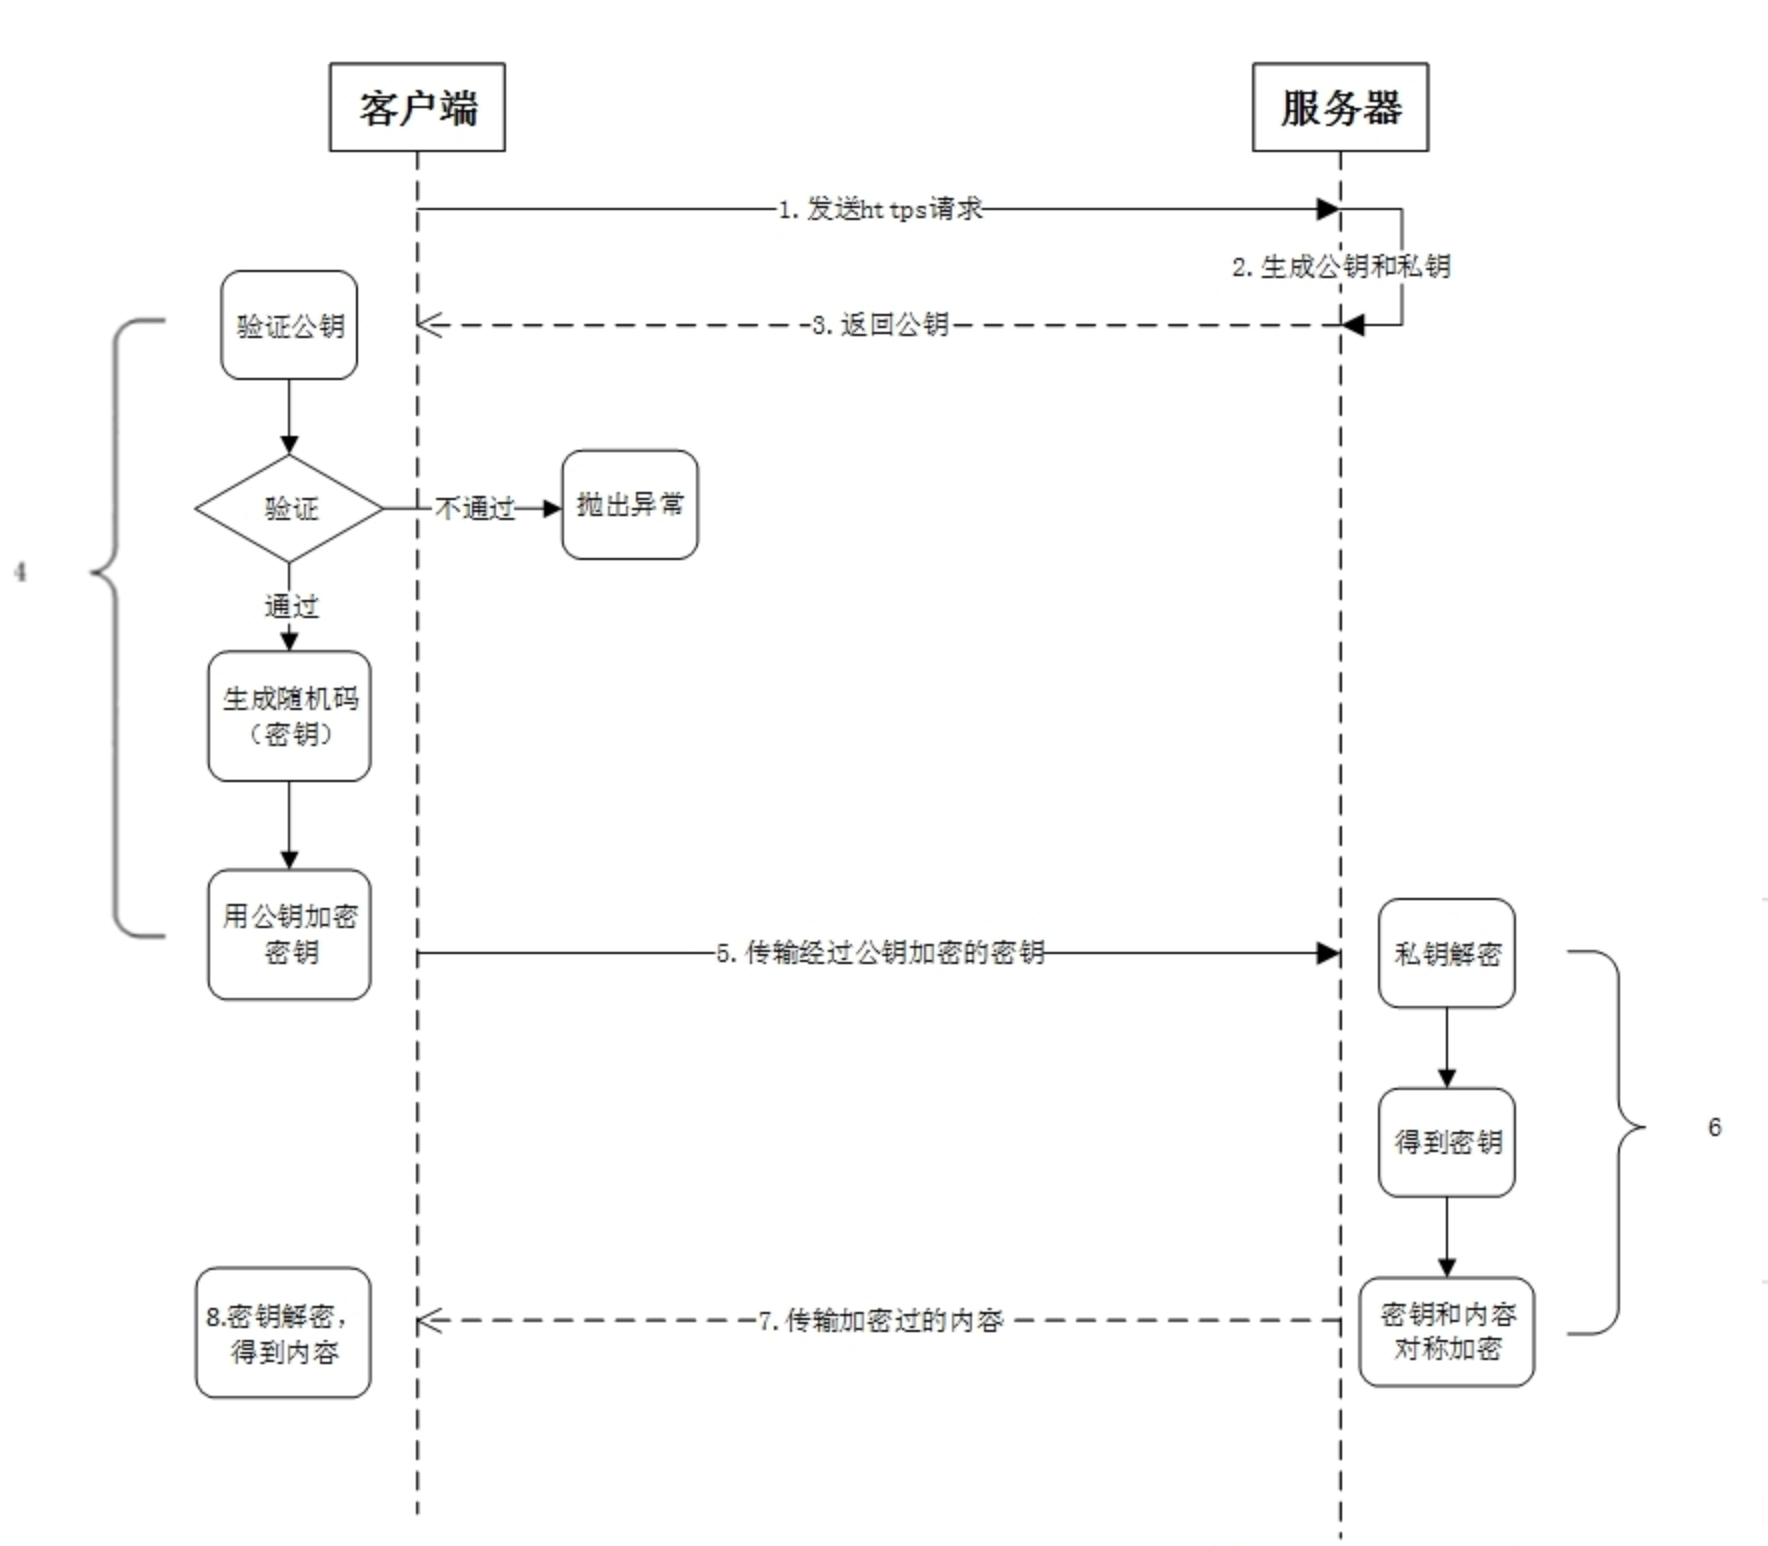 客户端
服务器
1.发送https请求
2.生成公钥和私钥
3.返回公钥
验证公钥
验证
不通过
抛出异常
4
通过
生成随机码
（密钥）
用公钥加密
密钥
5.传输经过公钥加密的密钥
私钥解密
得到密钥
6
密钥和内容
对称加密
7.传输加密过的内容
8.密钥解密，
得到内容